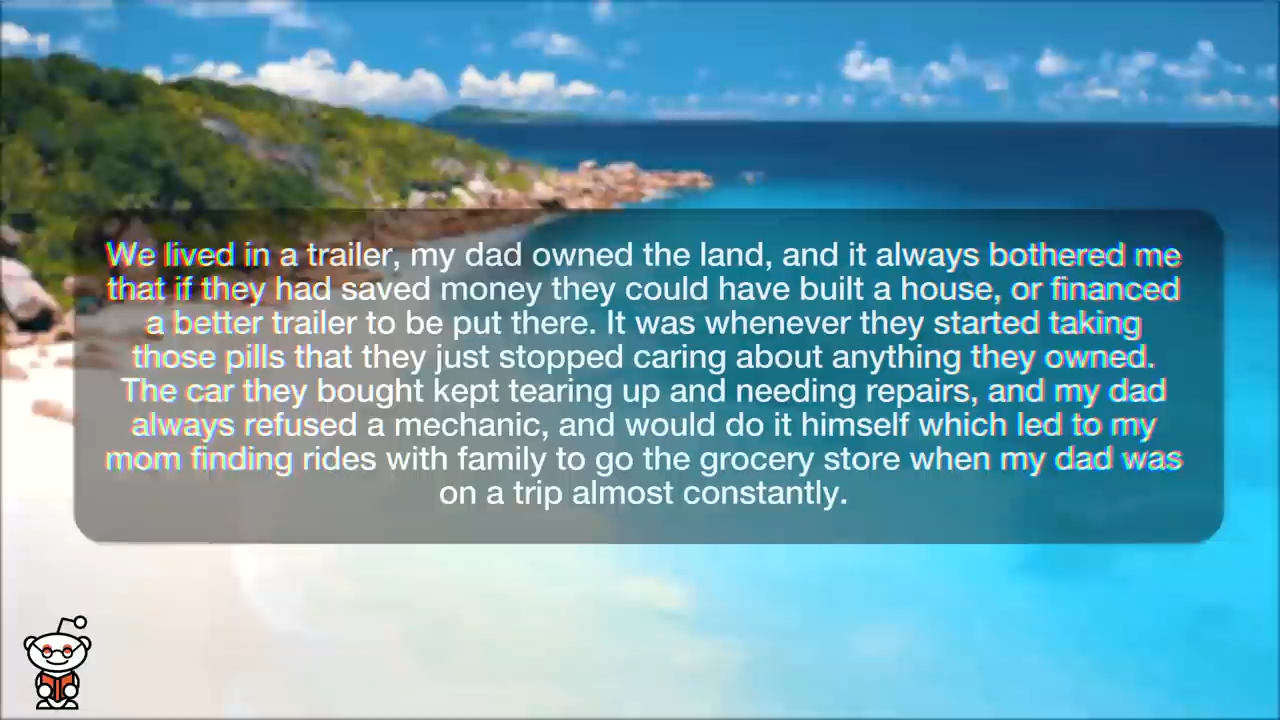 We lived in a trailer, my dad owned the land, and it always bothered me
that if they had saved money they could have built a house, or financed
a better trailer to be put there. It was whenever they started taking
those pills that they just stopped caring about anything they owned.
The car they bought kept tearing up and needing repairs, and my dad
always refused a mechanic, and would do it himself which led to my
mom finding rides with family to go the grocery store when my dad was
on a trip almost constantly.